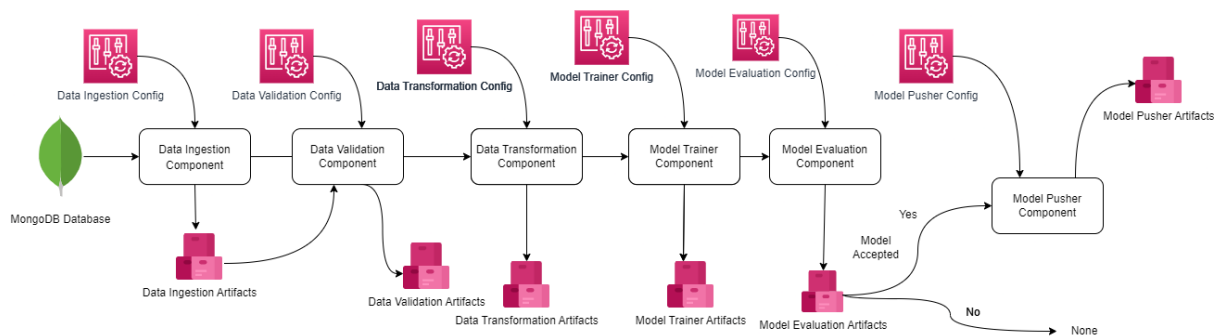 Data Ingestion Config
Data Validation Config
Data Transformation Config
Model Trainer Config
Model Evaluation Config
Model Pusher Config
Model Pusher Artifacts
MongoDB Database
Data Ingestion
Component
Data Validation
Component
Data Transformation
Component
Model Trainer
Component
Model Evaluation
Component
Model Pusher
Component
Yes
Model
Accepted
No
None
Data Ingestion Artifacts
Data Validation Artifacts
Data Transformation Artifacts
Model Trainer Artifacts
Model Evaluation Artifacts